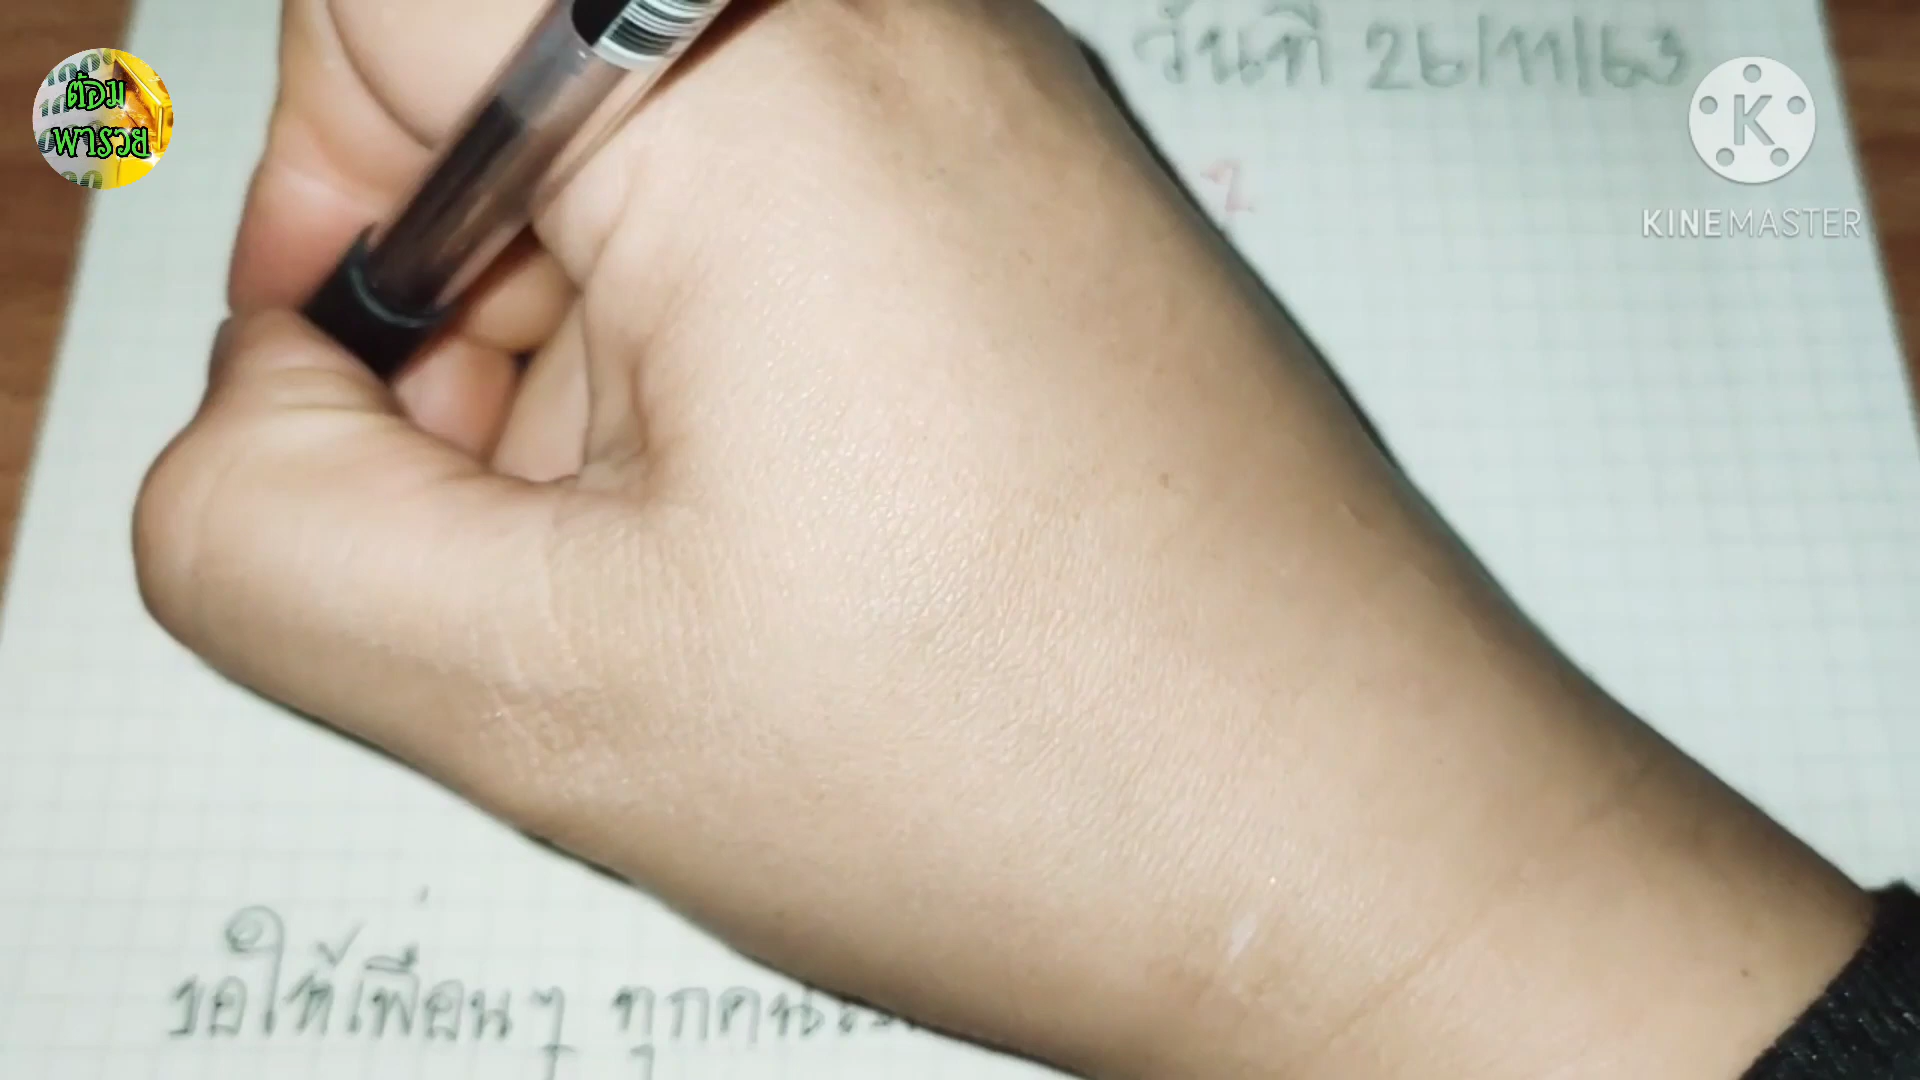 ต้อม
พารวย
วันที่ 26/11/63
2
K
KINEMASTER
ขอให้เพื่อนๆ ทุกคน